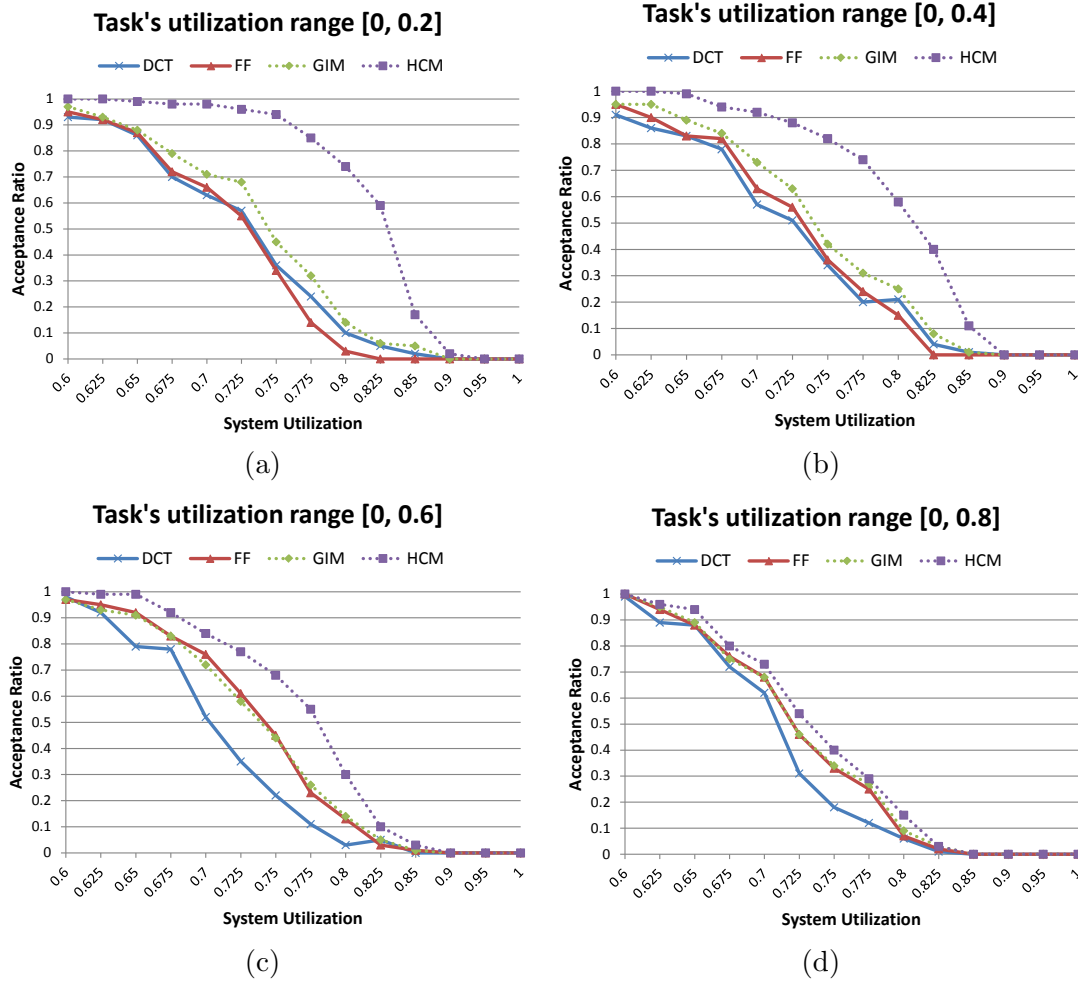 Task's utilization range [0, 0.2]
DCT FF GIM HCM
1
0.9
0.8
0.7
0.6
0.5
0.4
0.3
0.2
0.1
0
Acceptance Ratio
0.6 0.625 0.65 0.675 0.7 0.725 0.75 0.775 0.8 0.825 0.85 0.9 0.95 1
System Utilization
(a)
Task's utilization range [0, 0.4]
DCT FF GIM HCM
1
0.9
0.8
0.7
0.6
0.5
0.4
0.3
0.2
0.1
0
Acceptance Ratio
0.6 0.625 0.65 0.675 0.7 0.725 0.75 0.775 0.8 0.825 0.85 0.9 0.95 1
System Utilization
(b)
Task's utilization range [0, 0.6]
DCT FF GIM HCM
1
0.9
0.8
0.7
0.6
0.5
0.4
0.3
0.2
0.1
0
Acceptance Ratio
0.6 0.625 0.65 0.675 0.7 0.725 0.75 0.775 0.8 0.825 0.85 0.9 0.95 1
System Utilization
(c)
Task's utilization range [0, 0.8]
DCT FF GIM HCM
1
0.9
0.8
0.7
0.6
0.5
0.4
0.3
0.2
0.1
0
Acceptance Ratio
0.6 0.625 0.65 0.675 0.7 0.725 0.75 0.775 0.8 0.825 0.85 0.9 0.95 1
System Utilization
(d)